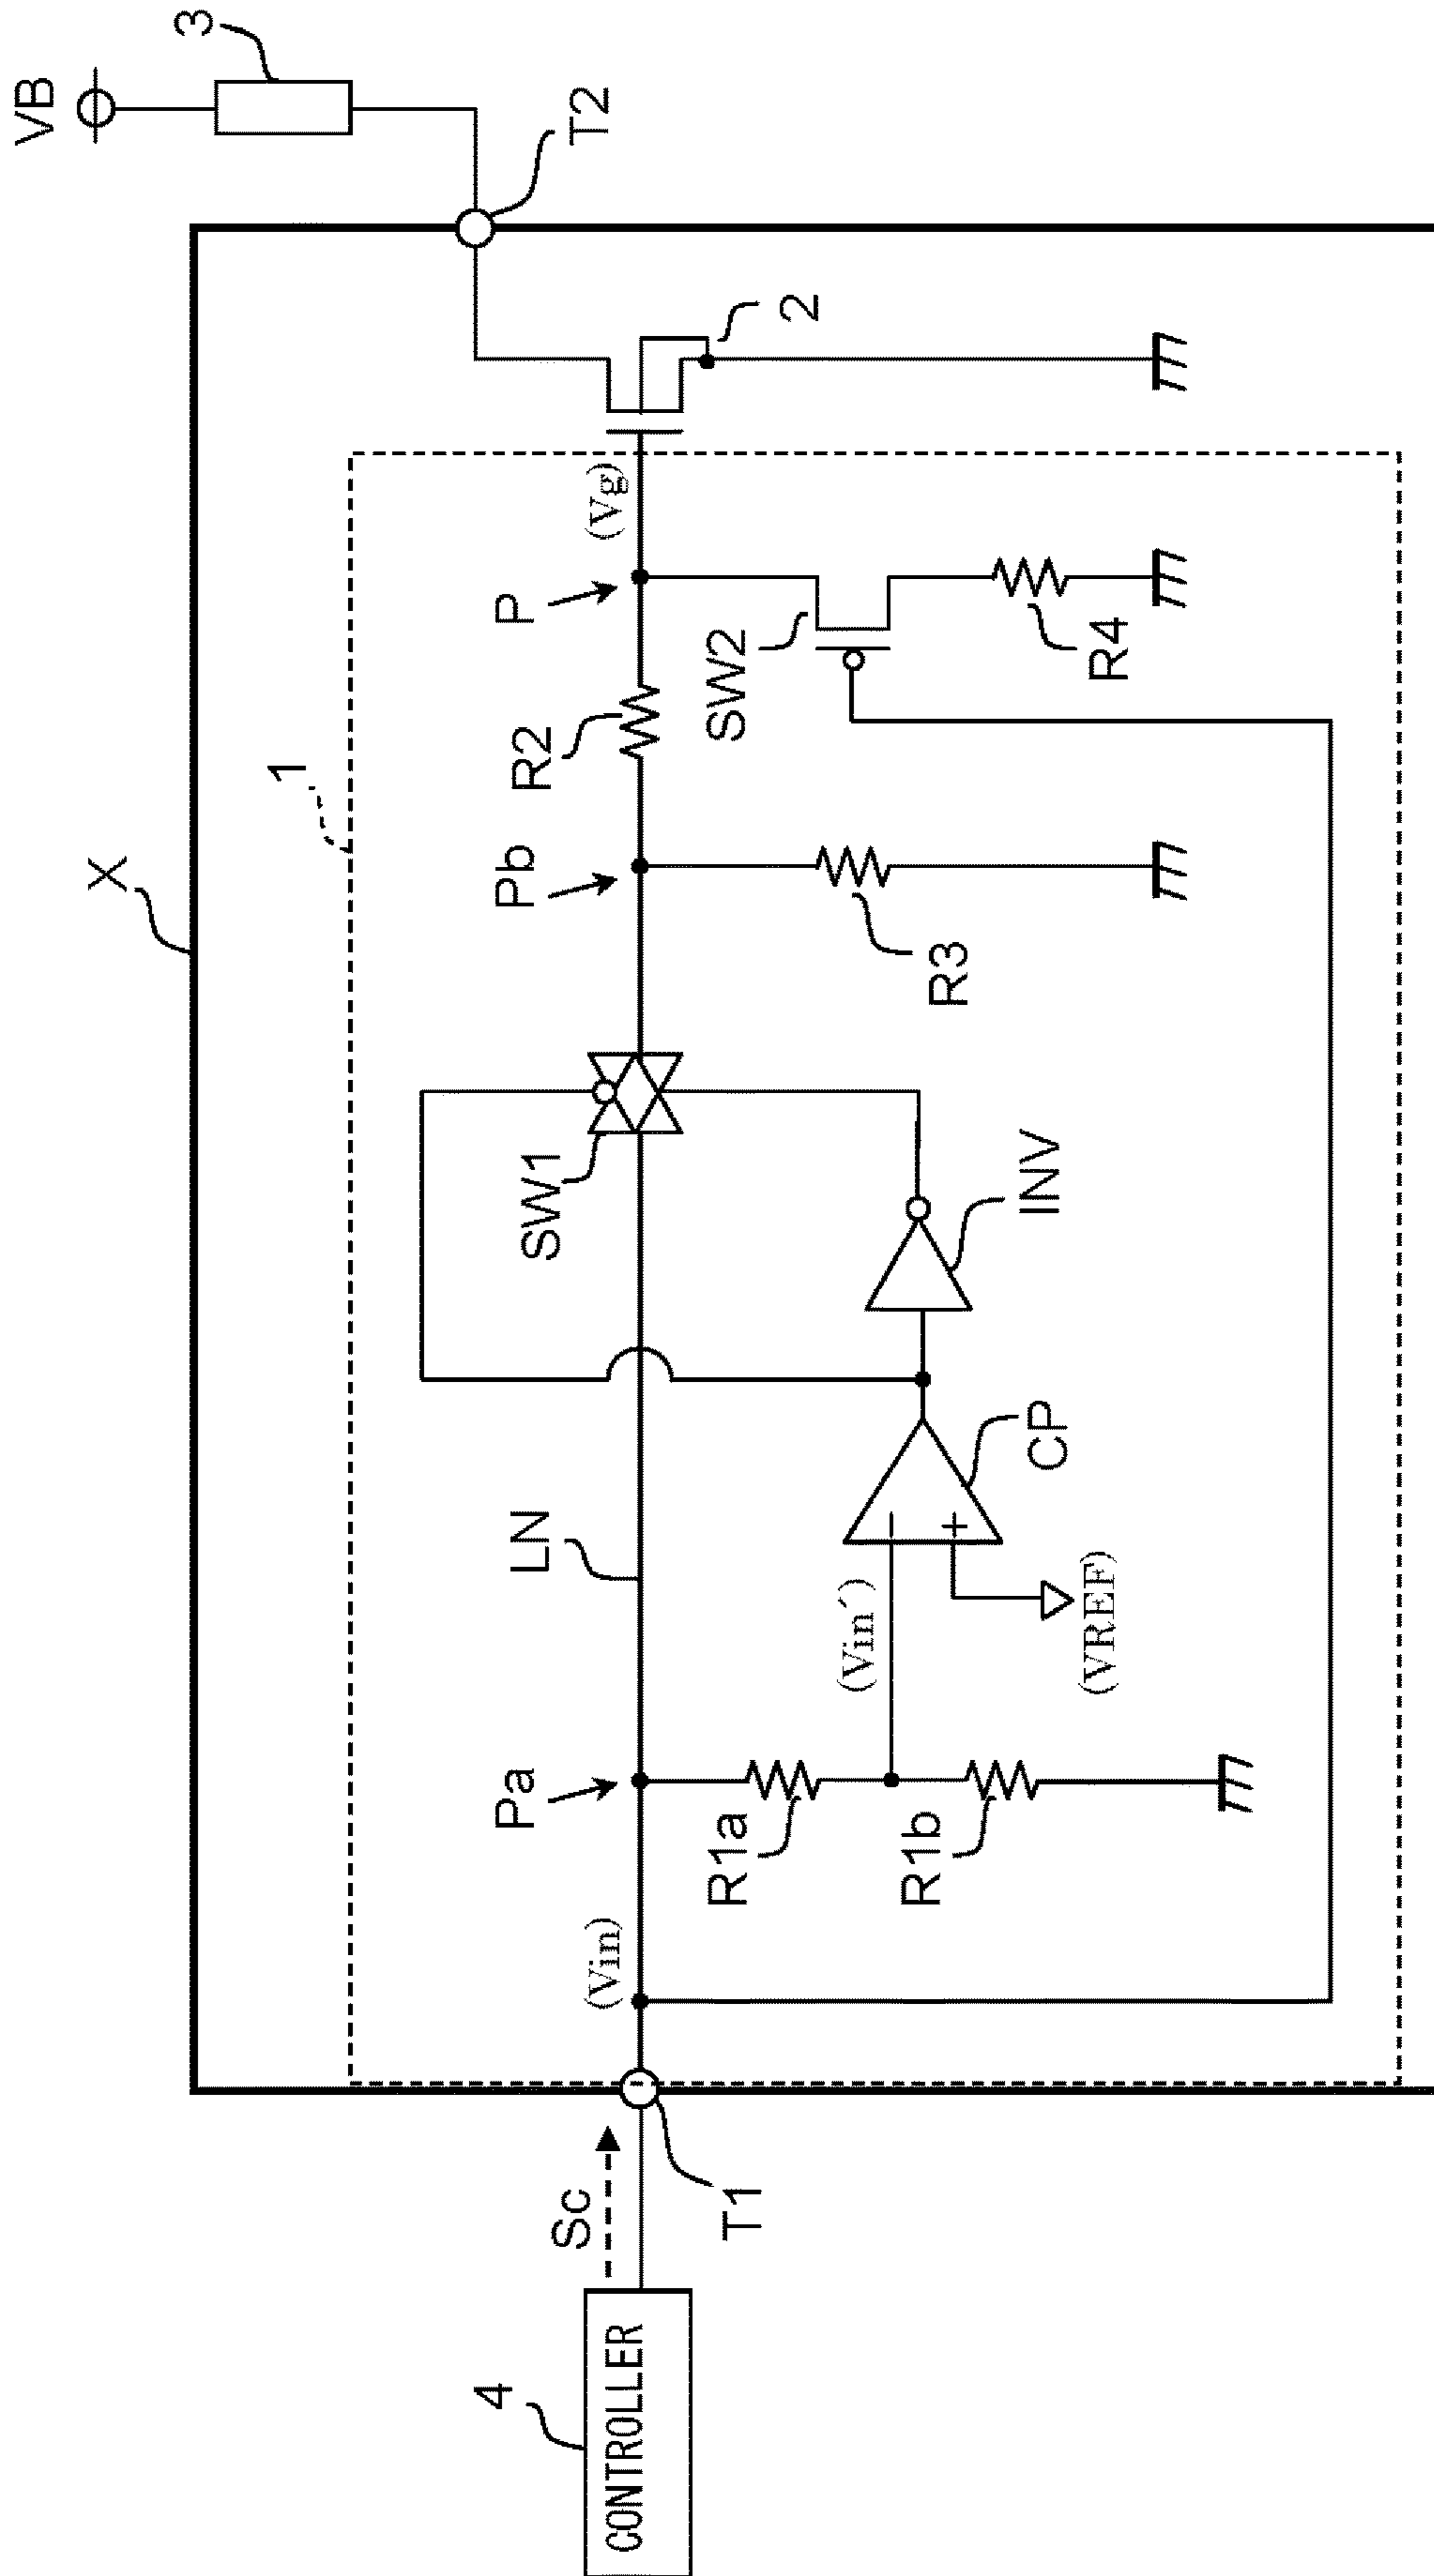 X
VB
3
T2
1
2
(Vg)
P
SW2
R4
R2
Pb
R3
SW1
INV
LN
CP
(Vin´)
(VREF)
Pa
R1a
R1b
(Vin)
−
+
Sc
T1
4
CONTROLLER